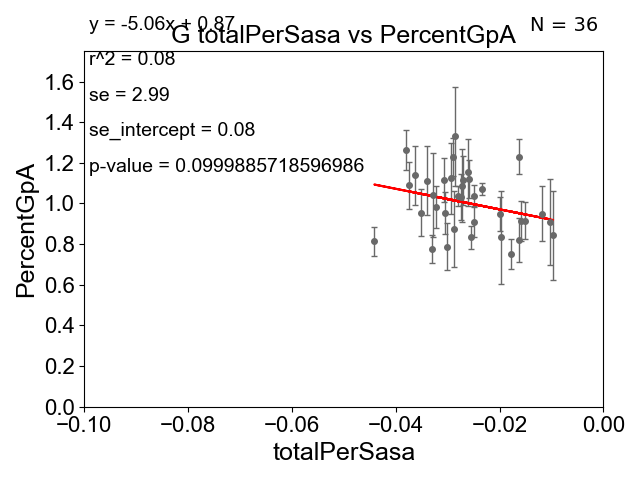 y = -5.06x + 0.87
N = 36
G totalPerSasa vs PercentGpA
r^2 = 0.08
se = 2.99
se_intercept = 0.08
p-value = 0.0999885718596986
PercentGpA
1.6
1.4
1.2
1.0
0.8
0.6
0.4
0.2
0.0
−0.10 −0.08 −0.06 −0.04 −0.02 0.00
totalPerSasa